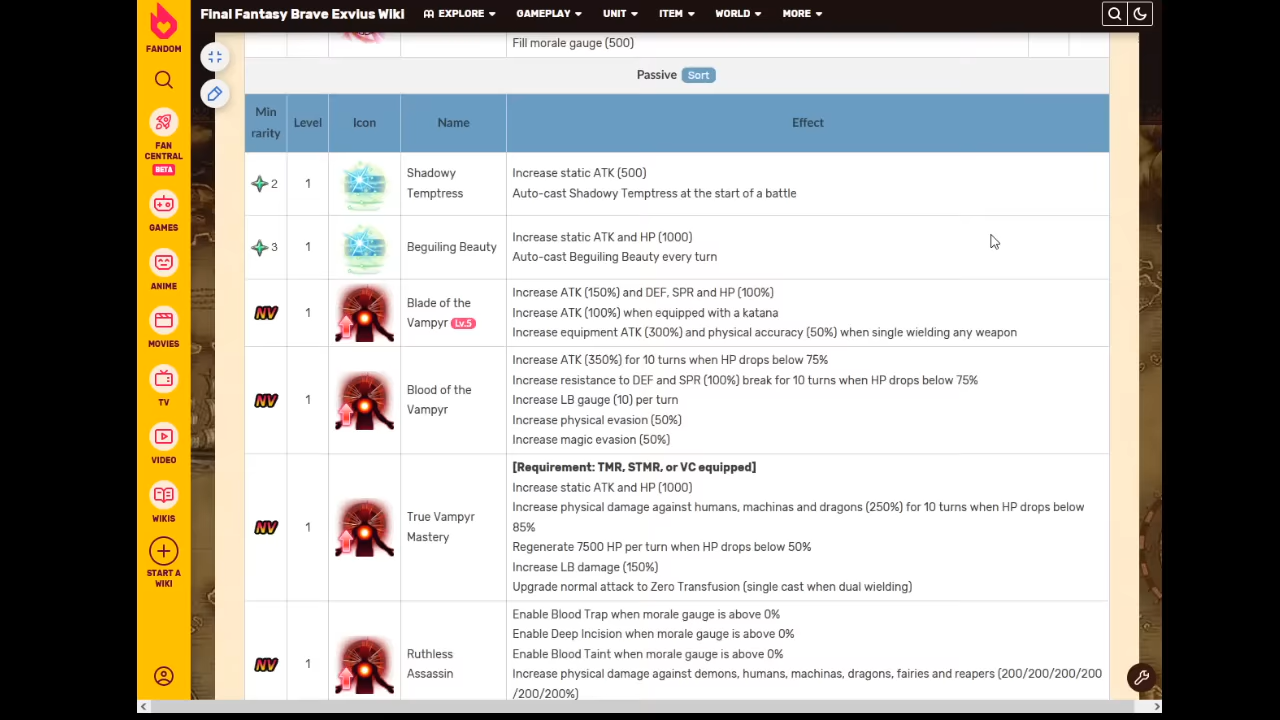 Final Fantasy Brave Exvius Wiki
EXPLORE
GAMEPLAY
UNIT
ITEM
WORLD
MORE
FANDOM
FAN
CENTRAL
BETA
GAMES
ANIME
MOVIES
TV
VIDEO
WIKIS
START A
WIKI
Fill morale gauge (500)
Passive Sort
Min
rarity
Level
Icon
Name
Effect
2
1
Shadowy
Temptress
Increase static ATK (500)
Auto-cast Shadowy Temptress at the start of a battle
3
1
Beguiling Beauty
Increase static ATK and HP (1000)
Auto-cast Beguiling Beauty every turn
NV
1
Blade of the
Vampyr Lv.5
Increase ATK (150%) and DEF, SPR and HP (100%)
Increase ATK (100%) when equipped with a katana
Increase equipment ATK (300%) and physical accuracy (50%) when single wielding any weapon
NV
1
Blood of the
Vampyr
Increase ATK (350%) for 10 turns when HP drops below 75%
Increase resistance to DEF and SPR (100%) break for 10 turns when HP drops below 75%
Increase LB gauge (10) per turn
Increase physical evasion (50%)
Increase magic evasion (50%)
NV
1
True Vampyr
Mastery
[Requirement: TMR, STMR, or VC equipped]
Increase static ATK and HP (1000)
Increase physical damage against humans, machinas and dragons (250%) for 10 turns when HP drops below
85%
Regenerate 7500 HP per turn when HP drops below 50%
Increase LB damage (150%)
Upgrade normal attack to Zero Transfusion (single cast when dual wielding)
NV
1
Ruthless
Assassin
Enable Blood Trap when morale gauge is above 0%
Enable Deep Incision when morale gauge is above 0%
Enable Blood Taint when morale gauge is above 0%
Increase physical damage against demons, humans, machinas, dragons, fairies and reapers (200/200/200/200
/200/200%)